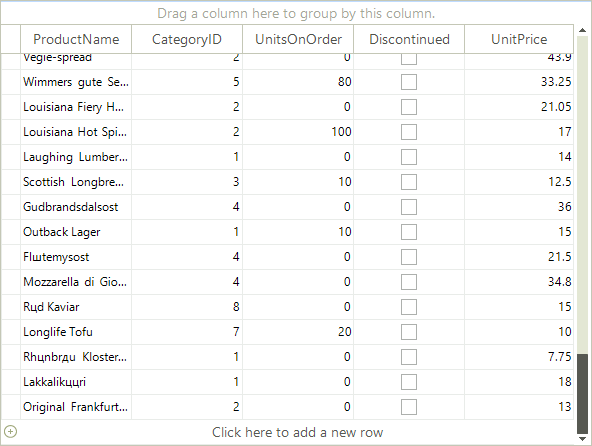 Drag a column here to group by this column.
ProductName CategoryID UnitsOnOrder Discontinued UnitPrice
Vegie-spread 2 0 43.9
Wimmers gute Se... 5 80 33.25
Louisiana Fiery H... 2 0 21.05
Louisiana Hot Spi... 2 100 17
Laughing Lumber... 1 0 14
Scottish Longbre... 3 10 12.5
Gudbrandsdalsost 4 0 36
Outback Lager 1 10 15
Flшtemysost 4 0 21.5
Mozzarella di Gio... 4 0 34.8
Rцd Kaviar 8 0 15
Longlife Tofu 7 20 10
Rhцnbrдu Kloster... 1 0 7.75
Lakkalikццri 1 0 18
Original Frankfurt... 2 0 13
Click here to add a new row